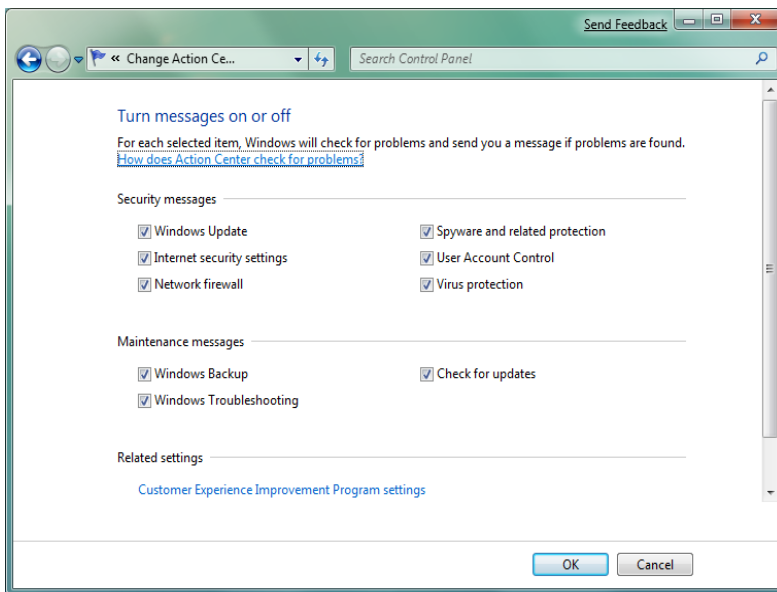 Send Feedback
« Change Action Ce...
Search Control Panel
Turn messages on or off
For each selected item, Windows will check for problems and send you a message if problems are found.
How does Action Center check for problems?
Security messages
Windows Update
Spyware and related protection
Internet security settings
User Account Control
Network firewall
Virus protection
Maintenance messages
Windows Backup
Check for updates
Windows Troubleshooting
Related settings
Customer Experience Improvement Program settings
OK
Cancel